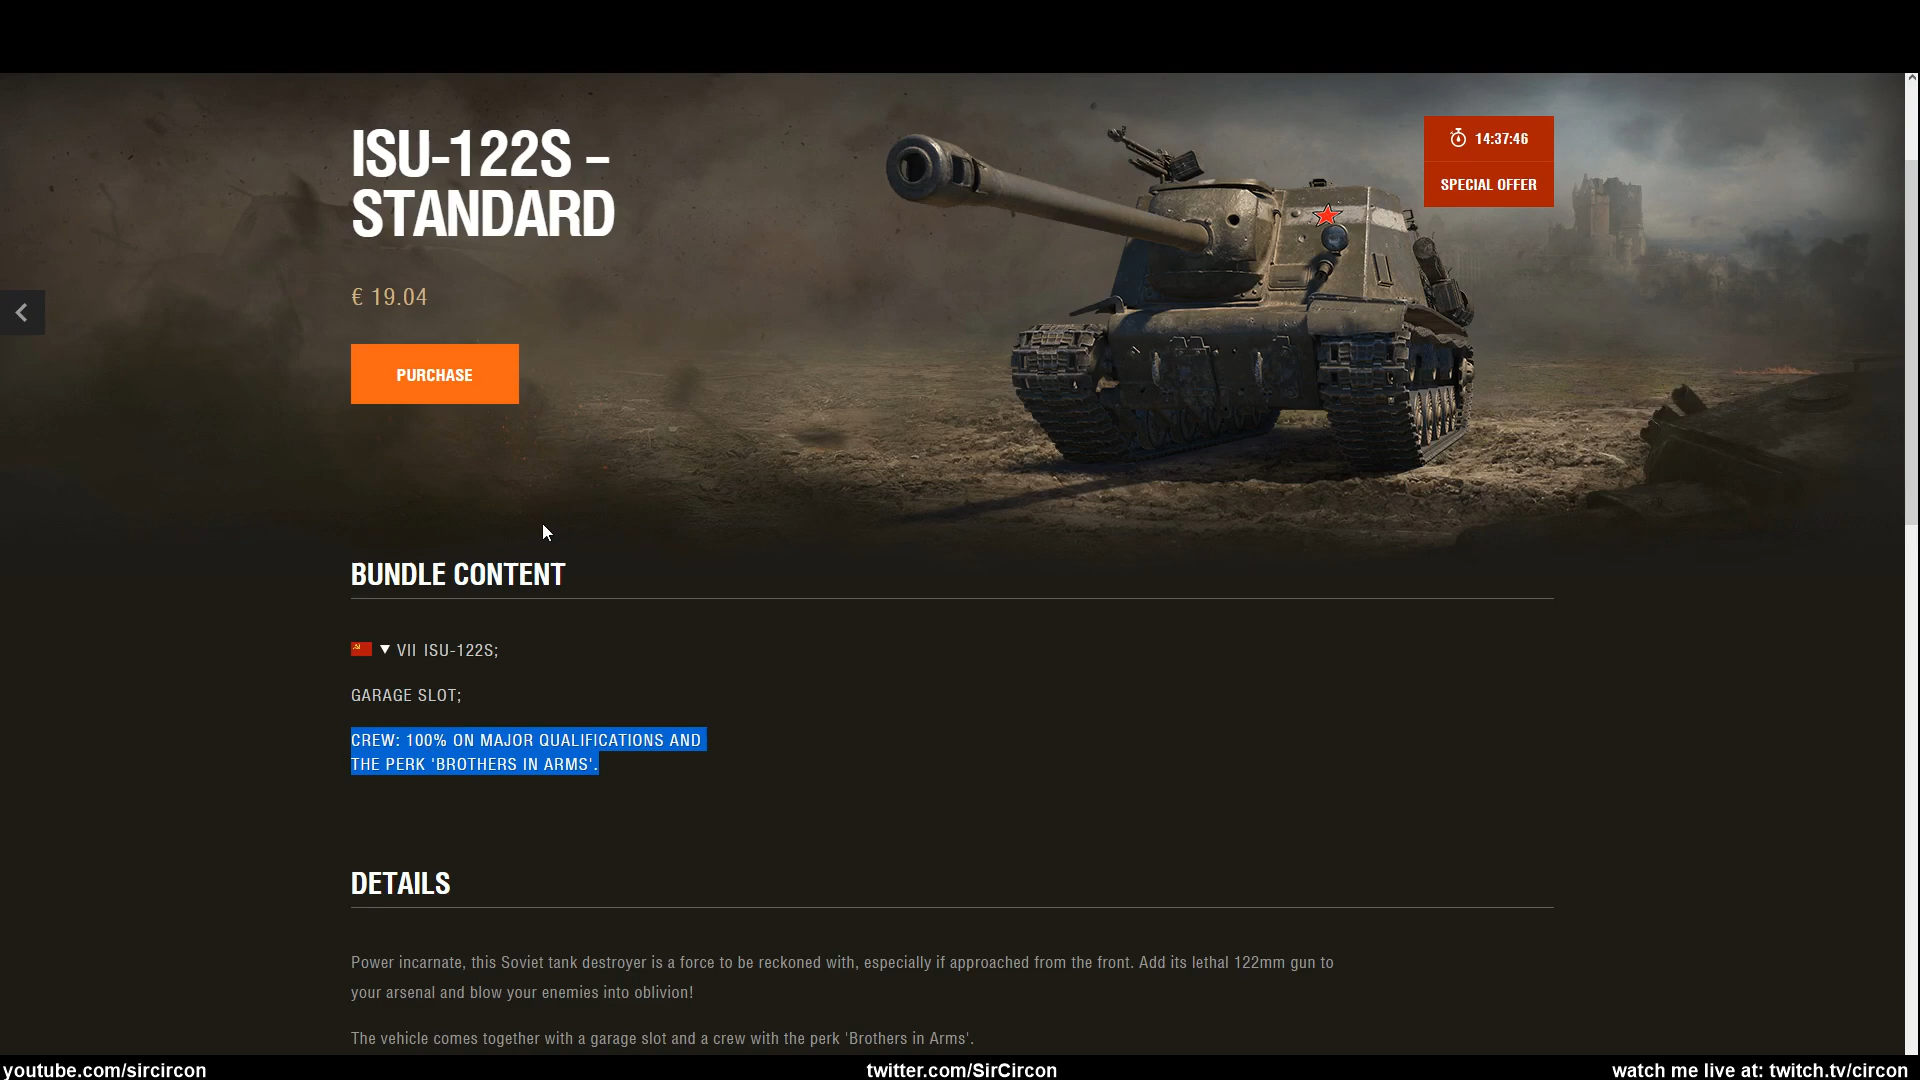 ISU-122S –
STANDARD
14:37:46
SPECIAL OFFER
€ 19.04
PURCHASE
BUNDLE CONTENT
VII ISU-122S;
GARAGE SLOT;
CREW: 100% ON MAJOR QUALIFICATIONS AND
THE PERK 'BROTHERS IN ARMS'.
DETAILS
Power incarnate, this Soviet tank destroyer is a force to be reckoned with, especially if approached from the front. Add its lethal 122mm gun to
your arsenal and blow your enemies into oblivion!
The vehicle comes together with a garage slot and a crew with the perk 'Brothers in Arms'.
youtube.com/sircircon
twitter.com/SirCircon
watch me live at: twitch.tv/circon